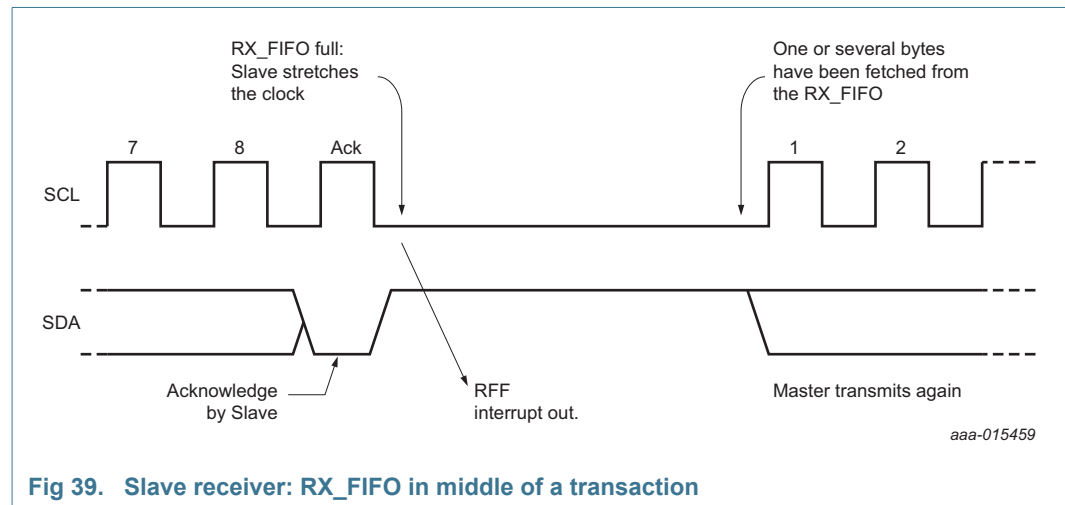 RX_FIFO full:
Slave stretches
the clock
One or several bytes
have been fetched from
the RX_FIFO
7
8
Ack
1
2
SCL
SDA
Acknowledge
by Slave
RFF
interrupt out.
Master transmits again
aaa-015459
Fig 39. Slave receiver: RX_FIFO in middle of a transaction